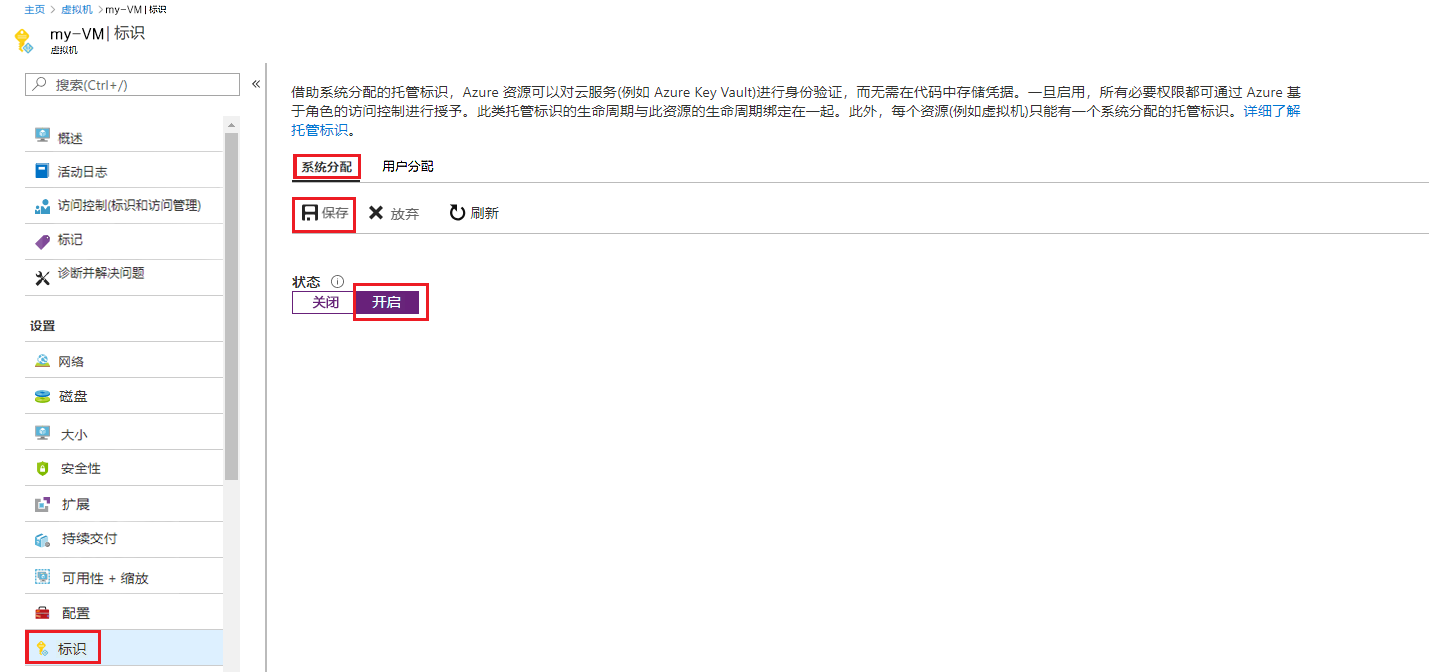 主页 > 虚拟机 > my-VM | 标识
my-VM | 标识
虚拟机
搜索(Ctrl+/)
«
概述
活动日志
访问控制(标识和访问管理)
标记
诊断并解决问题
设置
网络
磁盘
大小
安全性
扩展
持续交付
可用性 + 缩放
配置
标识
借助系统分配的托管标识，Azure 资源可以对云服务(例如 Azure Key Vault)进行身份验证，而无需在代码中存储凭据。一旦启用，所有必要权限都可通过 Azure 基
于角色的访问控制进行授予。此类托管标识的生命周期与此资源的生命周期绑定在一起。此外，每个资源(例如虚拟机)只能有一个系统分配的托管标识。详细了解
托管标识。
系统分配 用户分配
保存 放弃 刷新
状态
关闭 开启